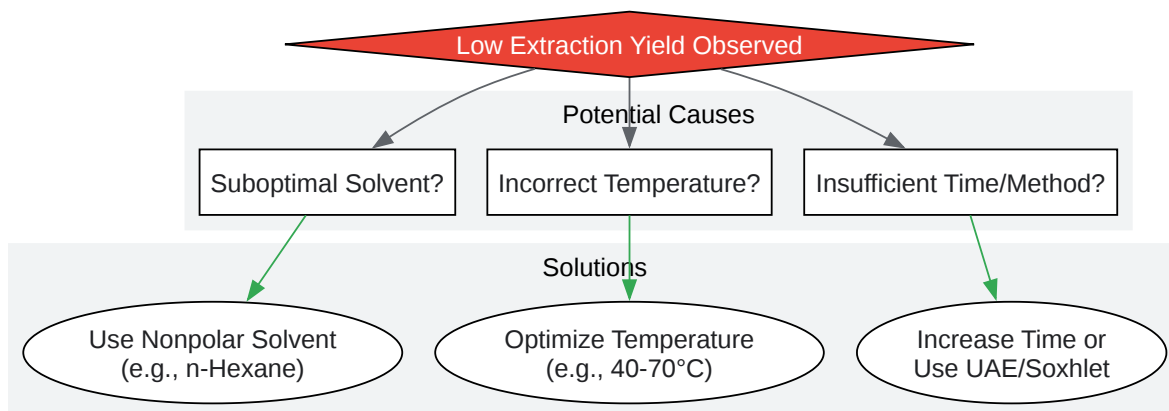 Low Extraction Yield Observed
Potential Causes
Suboptimal Solvent?
Incorrect Temperature?
Insufficient Time/Method?
Solutions
Use Nonpolar Solvent
(e.g., n-Hexane)
Optimize Temperature
(e.g., 40-70°C)
Increase Time or
Use UAE/Soxhlet